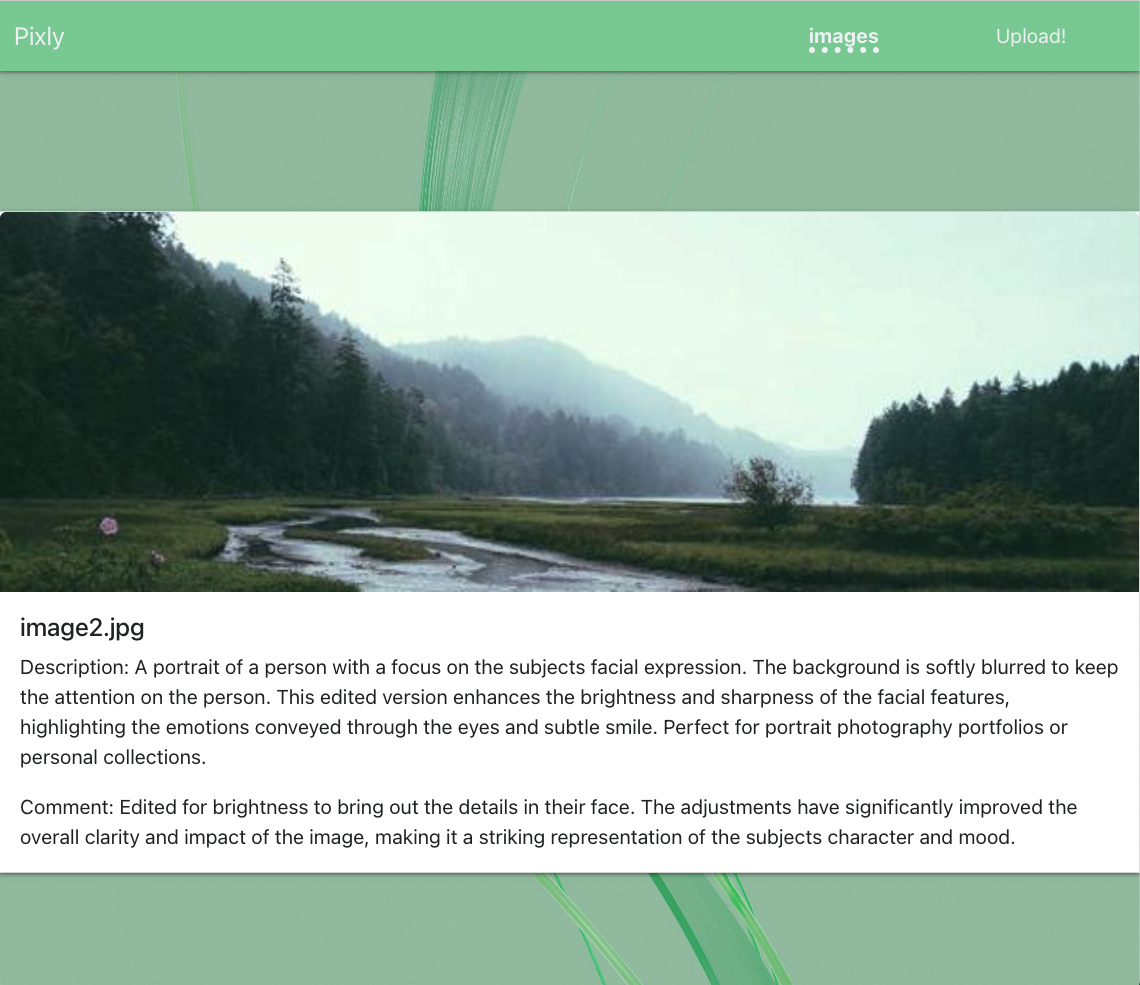 Pixly
images
Upload!
image2.jpg
Description: A portrait of a person with a focus on the subjects facial expression. The background is softly blurred to keep
the attention on the person. This edited version enhances the brightness and sharpness of the facial features,
highlighting the emotions conveyed through the eyes and subtle smile. Perfect for portrait photography portfolios or
personal collections.
Comment: Edited for brightness to bring out the details in their face. The adjustments have significantly improved the
overall clarity and impact of the image, making it a striking representation of the subjects character and mood.